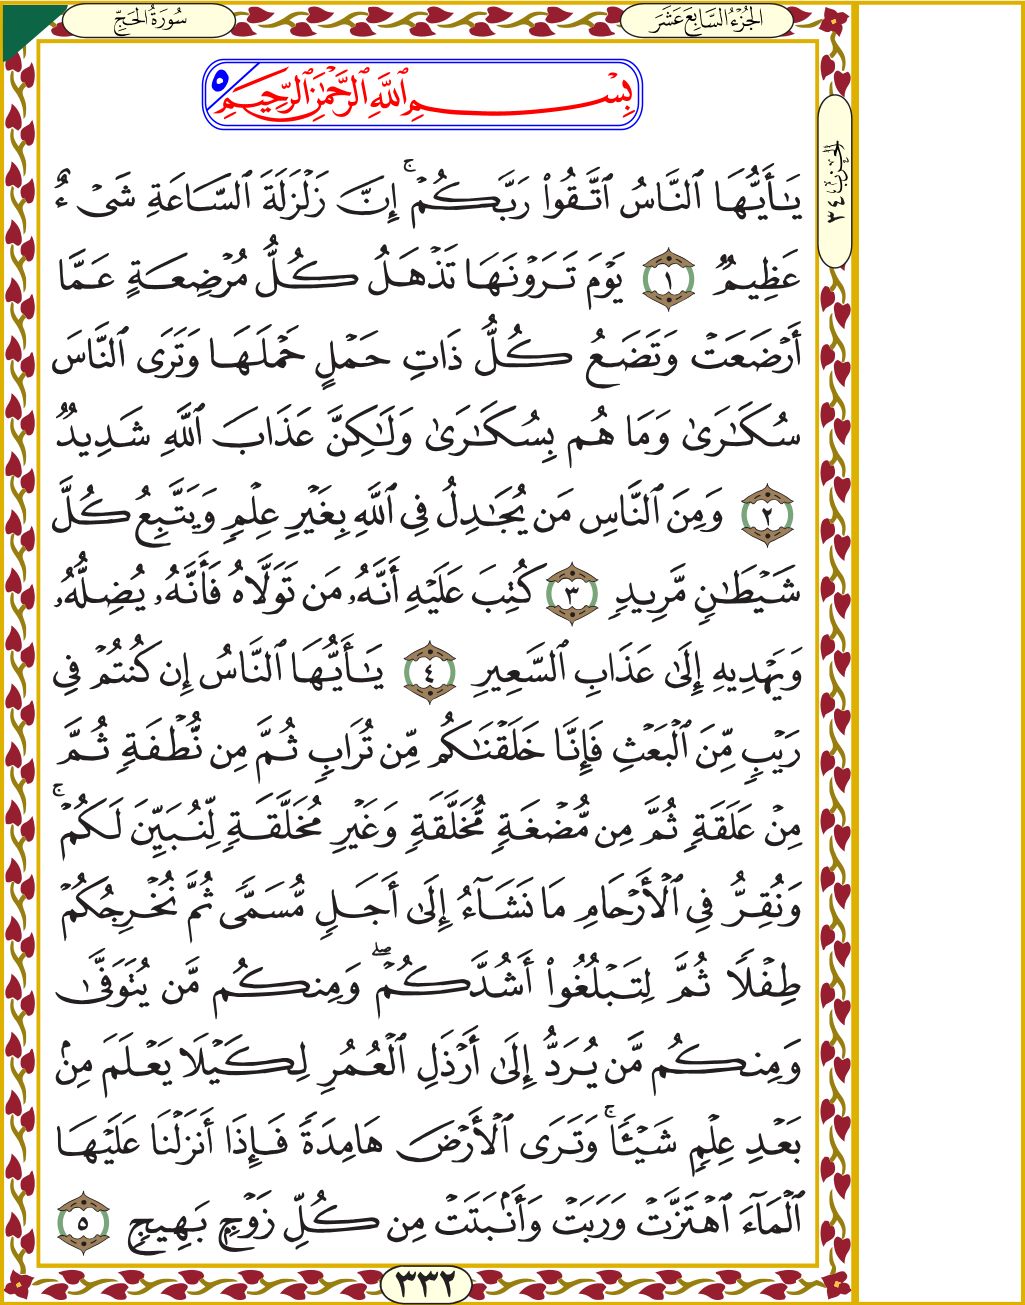 سُورَةُ الحَجِّ
الجُزْءُ السَّابِعَ عَشَرَ
الحِزْبُ ٣٤
بِسْمِ ٱللَّهِ ٱلرَّحْمَٰنِ ٱلرَّحِيمِ ٥
يَٰٓأَيُّهَا ٱلنَّاسُ ٱتَّقُوا۟ رَبَّكُمْ ۚ إِنَّ زَلْزَلَةَ ٱلسَّاعَةِ شَىْءٌ
عَظِيمٌ ١ يَوْمَ تَرَوْنَهَا تَذْهَلُ كُلُّ مُرْضِعَةٍ عَمَّا
أَرْضَعَتْ وَتَضَعُ كُلُّ ذَاتِ حَمْلٍ حَمْلَهَا وَتَرَى ٱلنَّاسَ
سُكَٰرَىٰ وَمَا هُم بِسُكَٰرَىٰ وَلَٰكِنَّ عَذَابَ ٱللَّهِ شَدِيدٌ
٢ وَمِنَ ٱلنَّاسِ مَن يُجَٰدِلُ فِى ٱللَّهِ بِغَيْرِ عِلْمٍ وَيَتَّبِعُ كُلَّ
شَيْطَٰنٍ مَّرِيدٍ ٣ كُتِبَ عَلَيْهِ أَنَّهُۥ مَن تَوَلَّاهُ فَأَنَّهُۥ يُضِلُّهُۥ
وَيَهْدِيهِ إِلَىٰ عَذَابِ ٱلسَّعِيرِ ٤ يَٰٓأَيُّهَا ٱلنَّاسُ إِن كُنتُمْ فِى
رَيْبٍ مِّنَ ٱلْبَعْثِ فَإِنَّا خَلَقْنَٰكُم مِّن تُرَابٍ ثُمَّ مِن نُّطْفَةٍ ثُمَّ
مِنْ عَلَقَةٍ ثُمَّ مِن مُّضْغَةٍ مُّخَلَّقَةٍ وَغَيْرِ مُخَلَّقَةٍ لِّنُبَيِّنَ لَكُمْ ۚ
وَنُقِرُّ فِى ٱلْأَرْحَامِ مَا نَشَآءُ إِلَىٰٓ أَجَلٍ مُّسَمًّى ثُمَّ نُخْرِجُكُمْ
طِفْلًا ثُمَّ لِتَبْلُغُوٓا۟ أَشُدَّكُمْ ۖ وَمِنكُم مَّن يُتَوَفَّىٰ
وَمِنكُم مَّن يُرَدُّ إِلَىٰٓ أَرْذَلِ ٱلْعُمُرِ لِكَيْلَا يَعْلَمَ مِنۢ
بَعْدِ عِلْمٍ شَيْـًٔا ۚ وَتَرَى ٱلْأَرْضَ هَامِدَةً فَإِذَآ أَنزَلْنَا عَلَيْهَا
ٱلْمَآءَ ٱهْتَزَّتْ وَرَبَتْ وَأَنۢبَتَتْ مِن كُلِّ زَوْجٍۭ بَهِيجٍ ٥
٣٣٢